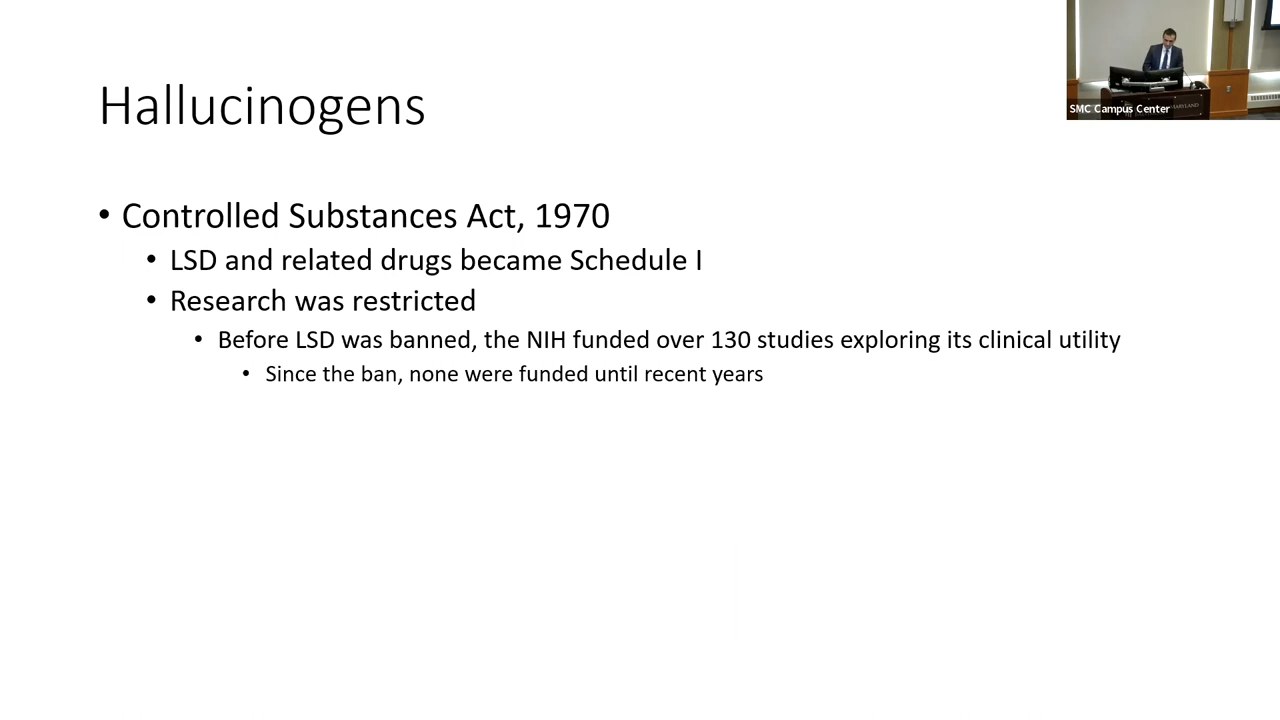 Hallucinogens
• Controlled Substances Act, 1970
• LSD and related drugs became Schedule I
• Research was restricted
• Before LSD was banned, the NIH funded over 130 studies exploring its clinical utility
• Since the ban, none were funded until recent years
SMC Campus Center
MARYLAND